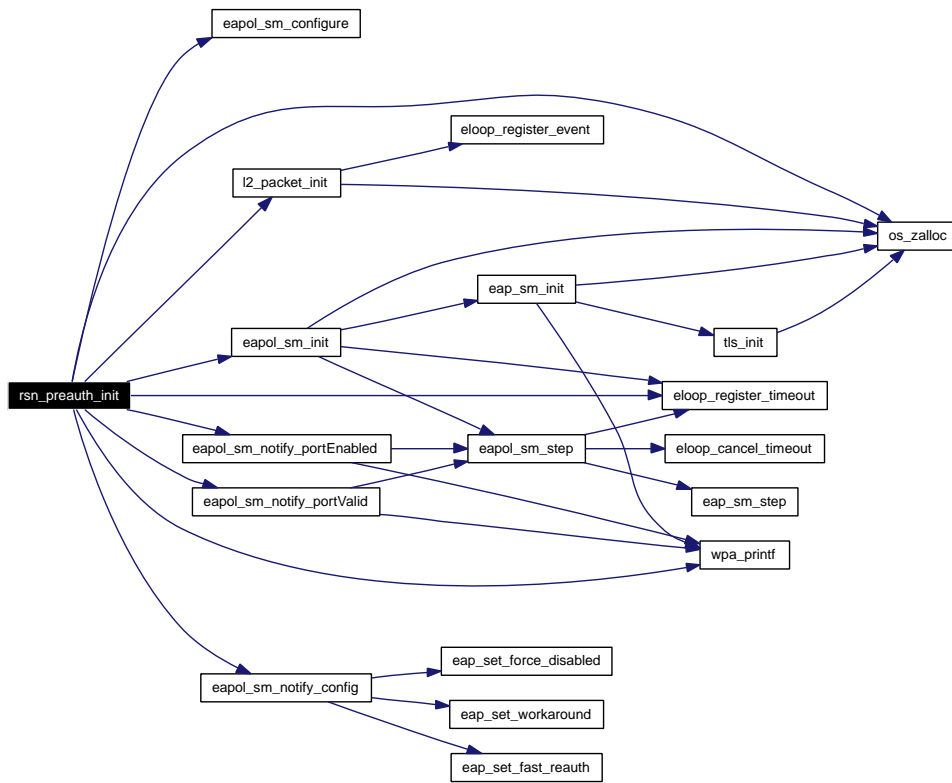 eapol_sm_configure
eloop_register_event
l2_packet_init
os_zalloc
eap_sm_init
eapol_sm_init
tls_init
rsn_preauth_init
eloop_register_timeout
eapol_sm_notify_portEnabled
eapol_sm_step
eloop_cancel_timeout
eapol_sm_notify_portValid
eap_sm_step
wpa_printf
eap_set_force_disabled
eapol_sm_notify_config
eap_set_workaround
eap_set_fast_reauth